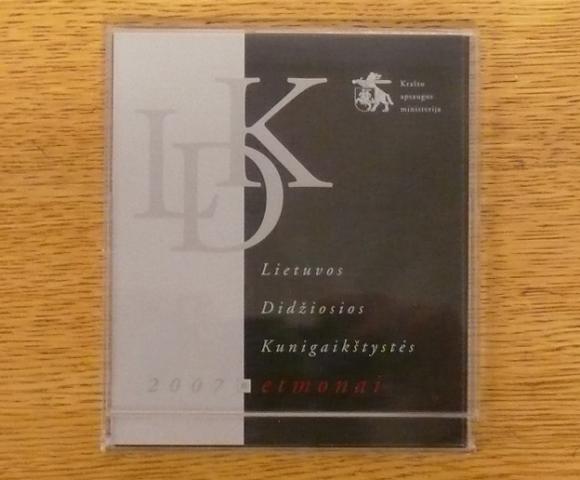 LDK
Krašto
apsaugos
ministerija
Lietuvos
Didžiosios
Kunigaikštystės
2007 etmonai